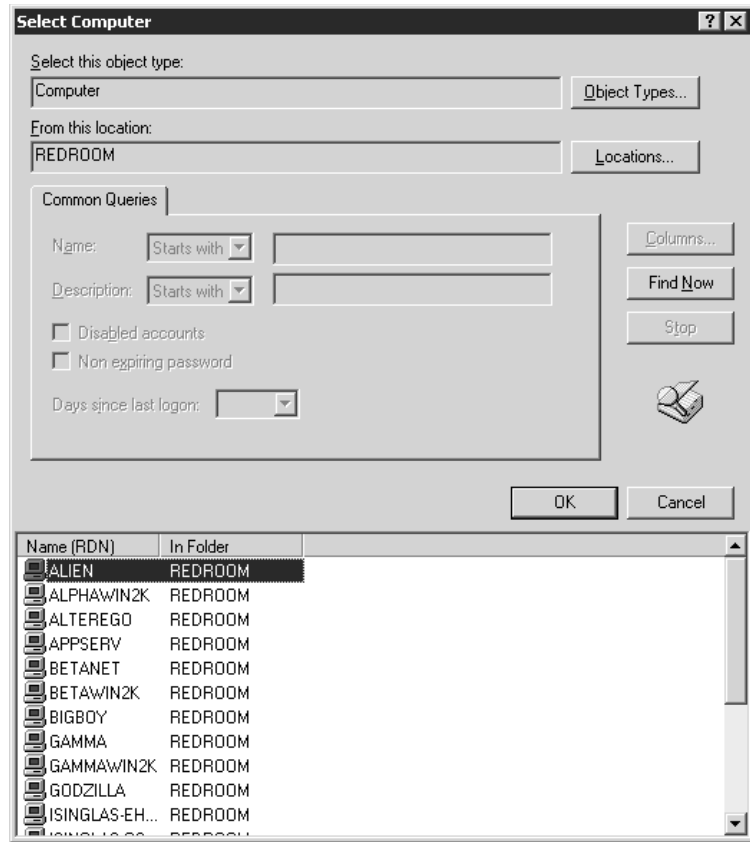 Select Computer
Select this object type:
Computer
Object Types...
From this location:
REDROOM
Locations...
Common Queries
Name:
Starts with
Columns...
Description:
Starts with
Find Now
Disabled accounts
Stop
Non expiring password
Days since last logon:
OK
Cancel
Name (RDN) In Folder
ALIEN REDROOM
ALPHAWIN2K REDROOM
ALTEREGO REDROOM
APPSERV REDROOM
BETANET REDROOM
BETAWIN2K REDROOM
BIGBOY REDROOM
GAMMA REDROOM
GAMMAWIN2K REDROOM
GODZILLA REDROOM
ISINGLAS-EH... REDROOM